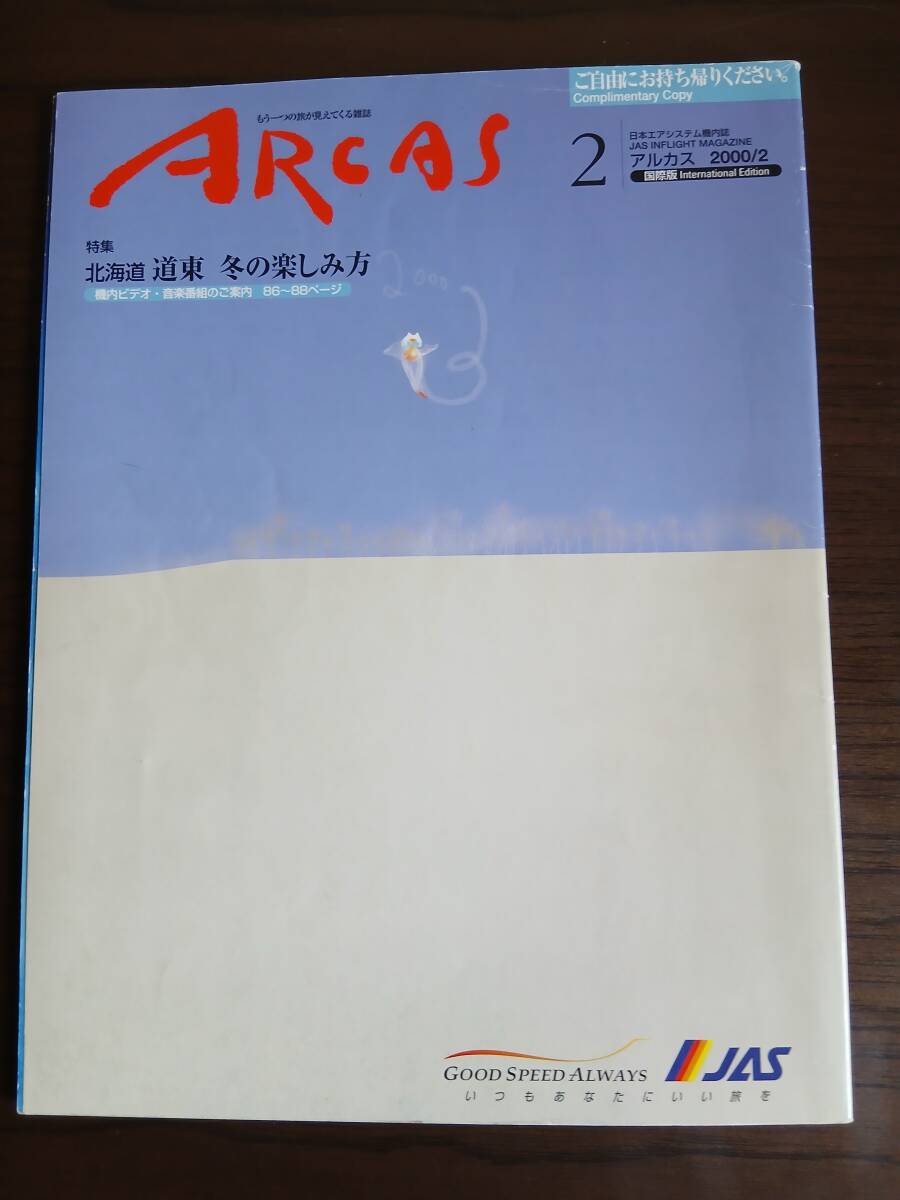 ご自由にお持ち帰りください。
Complimentary Copy
もう一つの旅が見えてくる雑誌
ARCAS
2
日本エアシステム機内誌
JAS INFLIGHT MAGAZINE
アルカス 2000/2
国際版 International Edition
特集
北海道 道東 冬の楽しみ方
機内ビデオ・音楽番組のご案内 86〜88ページ
2000
GOOD SPEED ALWAYS
JAS
いつもあなたにいい旅を